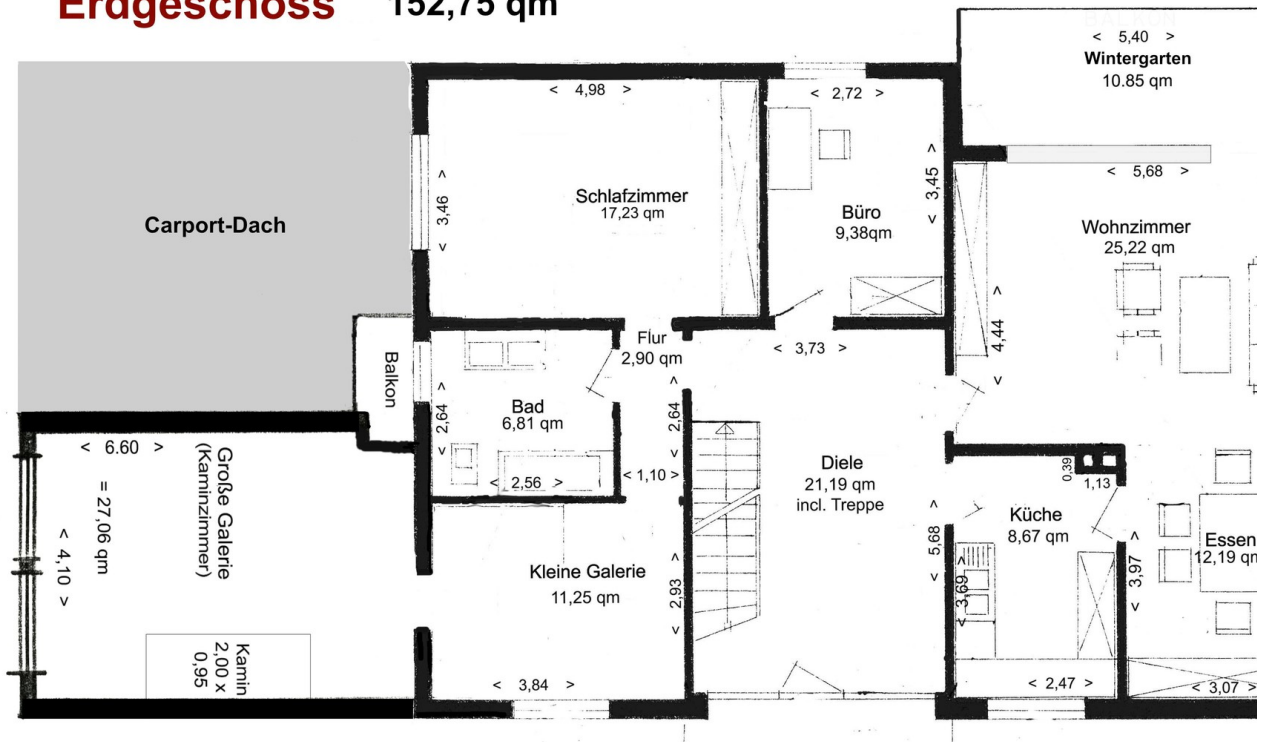 Erdgeschoss 152,75 qm
BALKON
< 5,40 >
Wintergarten
10.85 qm
< 4,98 >
< 2,72 >
< 3,46 >
Schlafzimmer
17,23 qm
Büro
9,38qm
< 3,45 >
< 5,68 >
Wohnzimmer
25,22 qm
< 4,44 >
Carport-Dach
Balkon
Flur
2,90 qm
< 3,73 >
< 2,64 >
Bad
6,81 qm
< 2,56 >
< 2,64 >
< 1,10 >
< 6.60 >
= 27,06 qm
< 4,10 >
Große Galerie
(Kaminzimmer)
Kamin
2,00 x
0,95
Kleine Galerie
11,25 qm
< 2,93 >
< 3,84 >
Diele
21,19 qm
incl. Treppe
< 5,68 >
0,39
1,13
Küche
8,67 qm
< 3,69 >
< 2,47 >
< 3,97 >
Essen
12,19 qm
< 3,07 >